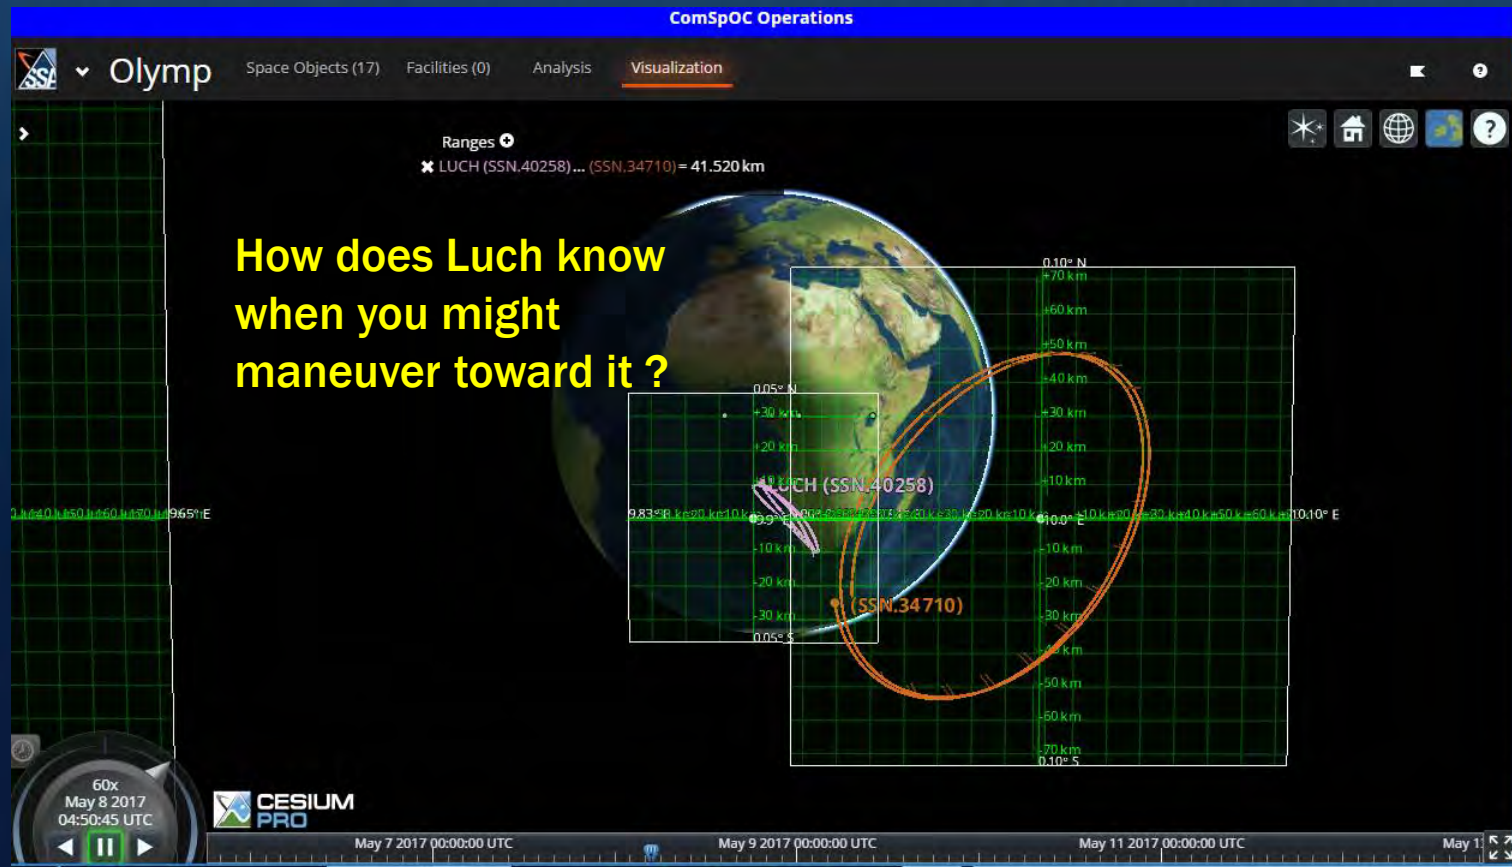 ComSpOC Operations
SSA
Olymp
Space Objects (17)
Facilities (0)
Analysis
Visualization
?
?
Ranges
LUCH (SSN.40258)... (SSN.34710) = 41.520 km
How does Luch know
when you might
maneuver toward it ?
0.10° N
+70 km
+60 km
+50 km
+40 km
+30 km
+20 km
+10 km
0.05° N
+30 km
+20 km
LUCH (SSN.40258)
9.65° E
9.83°
9.9° E
10.0° E
10.10° E
-10 km
-20 km
-30 km
0.05° S
(SSN.34710)
-10 km
-20 km
-30 km
-40 km
-50 km
-60 km
-70 km
0.10° S
60x
May 8 2017
04:50:45 UTC
CESIUM
PRO
May 7 2017 00:00:00 UTC
May 9 2017 00:00:00 UTC
May 11 2017 00:00:00 UTC